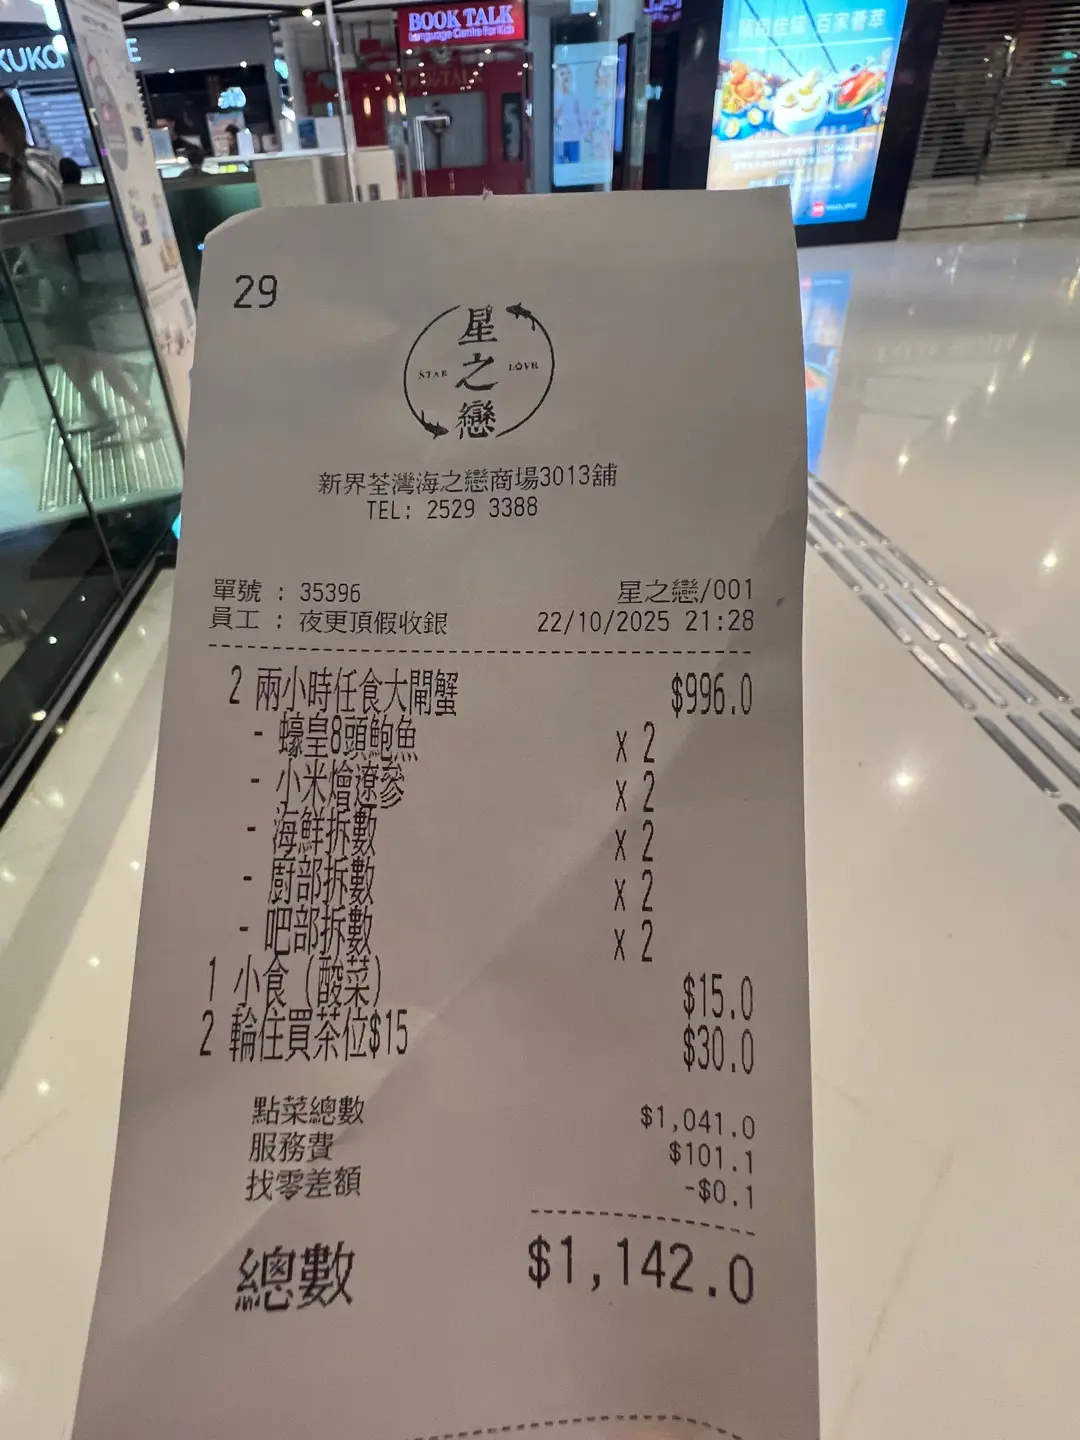 BOOK TALK
Language Centre For Kids
29
星之戀
STAR LOVE
新界荃灣海之戀商場3013舖
TEL: 2529 3388
單號 : 35396 星之戀/001
員工 : 夜更頂假收銀 22/10/2025 21:28
2 兩小時任食大閘蟹 $996.0
- 蠔皇8頭鮑魚 x 2
- 小米燴遼參 x 2
- 海鮮拆數 x 2
- 廚部拆數 x 2
- 吧部拆數 x 2
1 小食（酸菜） $15.0
2 輪住買茶位$15 $30.0
點菜總數 $1,041.0
服務費 $101.1
找零差額 -$0.1
總數 $1,142.0